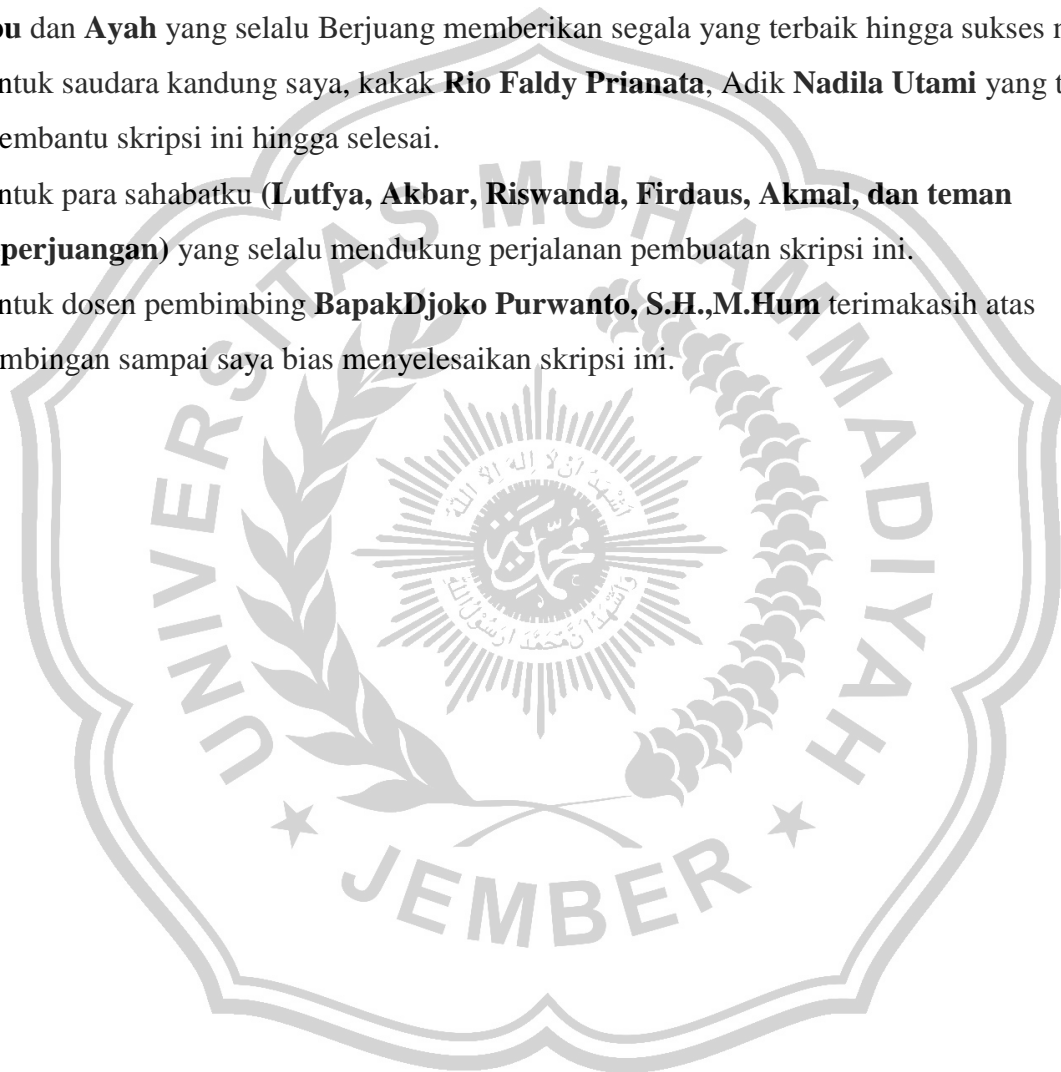 bu dan Ayah yang selalu Berjuang memberikan segala yang terbaik hingga sukses
ntuk saudara kandung saya, kakak Rio Faldy Prianata, Adik Nadila Utami yang
embantu skripsi ini hingga selesai.
ntuk para sahabatku (Lutfya, Akbar, Riswanda, Firdaus, Akmal, dan teman
perjuangan) yang selalu mendukung perjalanan pembuatan skripsi ini.
ntuk dosen pembimbing BapakDjoko Purwanto, S.H.,M.Hum terimakasih atas
mbingan sampai saya bias menyelesaikan skripsi ini.
UNIVERSITAS MUHAMMADIYAH
JEMBER